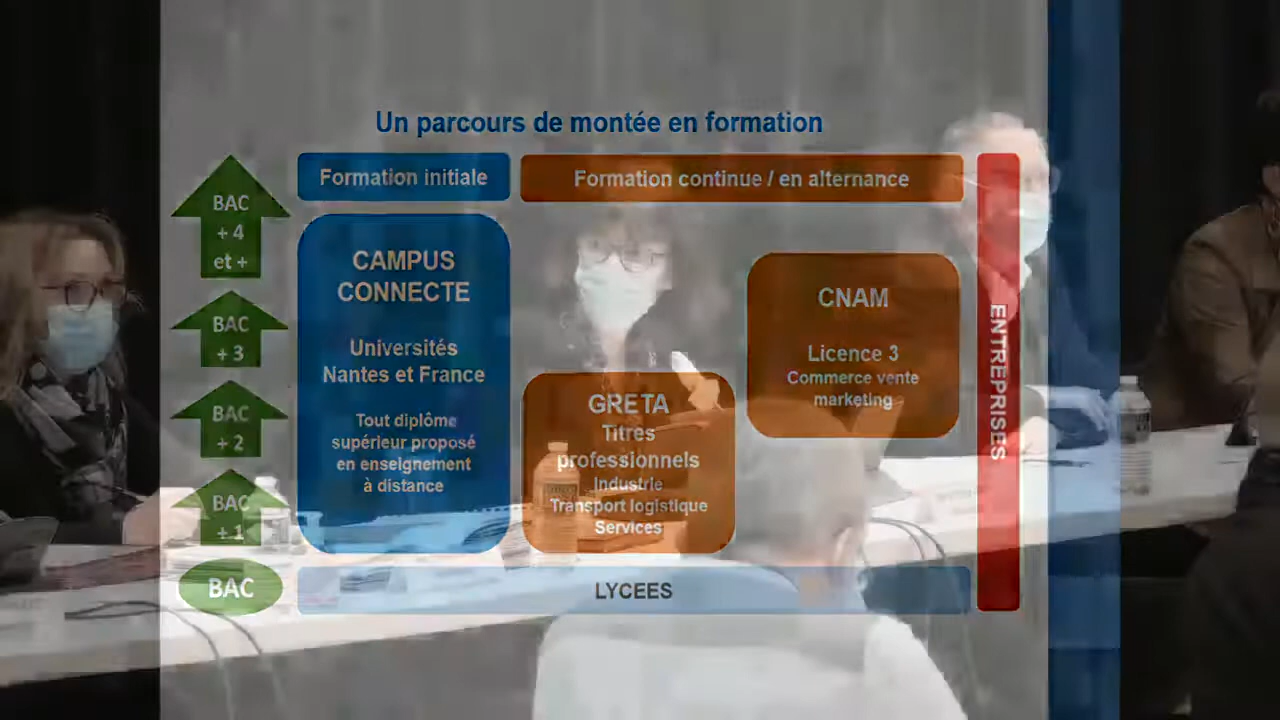 Un parcours de montée en formation
Formation initiale
Formation continue / en alternance
BAC
+ 4
et +
BAC
+ 3
BAC
+ 2
BAC
+ 1
BAC
CAMPUS
CONNECTE
Universités
Nantes et France
Tout diplôme
supérieur proposé
en enseignement
à distance
GRETA
Titres
professionnels
Industrie
Transport logistique
Services
CNAM
Licence 3
Commerce vente
marketing
ENTREPRISES
LYCEES